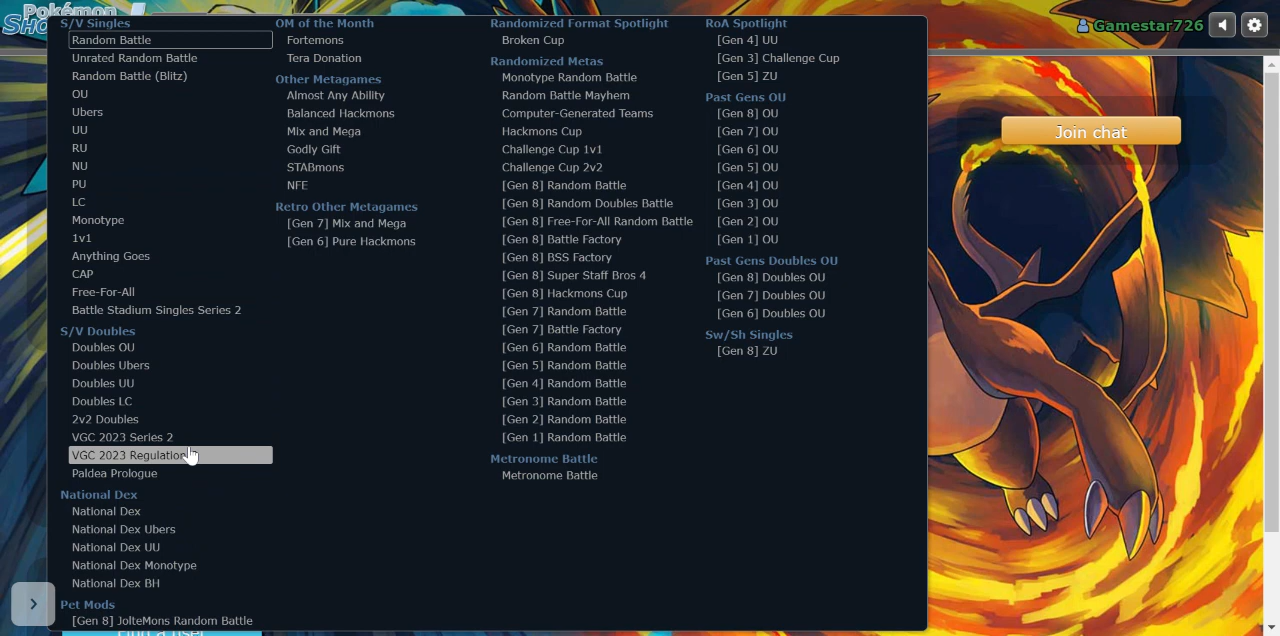 Pokémon
SHO
S/V Singles
Random Battle
Unrated Random Battle
Random Battle (Blitz)
OU
Ubers
UU
RU
NU
PU
LC
Monotype
1v1
Anything Goes
CAP
Free-For-All
Battle Stadium Singles Series 2
S/V Doubles
Doubles OU
Doubles Ubers
Doubles UU
Doubles LC
2v2 Doubles
VGC 2023 Series 2
VGC 2023 Regulation
Paldea Prologue
National Dex
National Dex
National Dex Ubers
National Dex UU
National Dex Monotype
National Dex BH
Pet Mods
[Gen 8] JolteMons Random Battle
OM of the Month
Fortemons
Tera Donation
Other Metagames
Almost Any Ability
Balanced Hackmons
Mix and Mega
Godly Gift
STABmons
NFE
Retro Other Metagames
[Gen 7] Mix and Mega
[Gen 6] Pure Hackmons
Randomized Format Spotlight
Broken Cup
Randomized Metas
Monotype Random Battle
Random Battle Mayhem
Computer-Generated Teams
Hackmons Cup
Challenge Cup 1v1
Challenge Cup 2v2
[Gen 8] Random Battle
[Gen 8] Random Doubles Battle
[Gen 8] Free-For-All Random Battle
[Gen 8] Battle Factory
[Gen 8] BSS Factory
[Gen 8] Super Staff Bros 4
[Gen 8] Hackmons Cup
[Gen 7] Random Battle
[Gen 7] Battle Factory
[Gen 6] Random Battle
[Gen 5] Random Battle
[Gen 4] Random Battle
[Gen 3] Random Battle
[Gen 2] Random Battle
[Gen 1] Random Battle
Metronome Battle
Metronome Battle
RoA Spotlight
[Gen 4] UU
[Gen 3] Challenge Cup
[Gen 5] ZU
Past Gens OU
[Gen 8] OU
[Gen 7] OU
[Gen 6] OU
[Gen 5] OU
[Gen 4] OU
[Gen 3] OU
[Gen 2] OU
[Gen 1] OU
Past Gens Doubles OU
[Gen 8] Doubles OU
[Gen 7] Doubles OU
[Gen 6] Doubles OU
Sw/Sh Singles
[Gen 8] ZU
Gamestar726
Join chat
Find a user